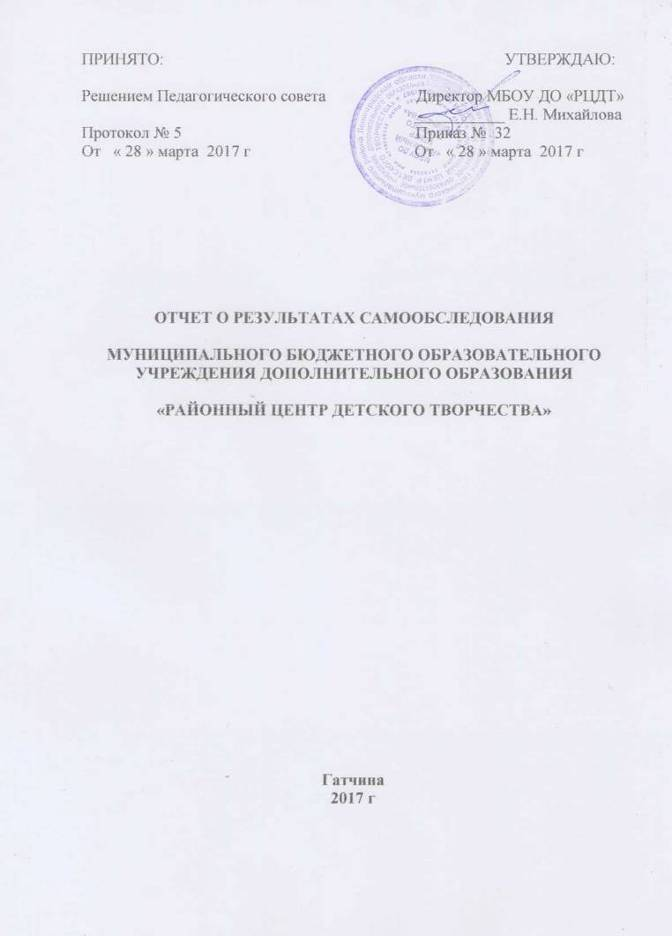 ПРИНЯТО:
УТВЕРЖДАЮ:
Решением Педагогического совета
Директор МБОУ ДО «РЦДТ»
Е.Н. Михайлова
Протокол № 5
Приказ № 32
От « 28 » марта 2017 г
От « 28 » марта 2017 г
ОТЧЕТ О РЕЗУЛЬТАТАХ САМООБСЛЕДОВАНИЯ
МУНИЦИПАЛЬНОГО БЮДЖЕТНОГО ОБРАЗОВАТЕЛЬНОГО
УЧРЕЖДЕНИЯ ДОПОЛНИТЕЛЬНОГО ОБРАЗОВАНИЯ
«РАЙОННЫЙ ЦЕНТР ДЕТСКОГО ТВОРЧЕСТВА»
Гатчина
2017 г